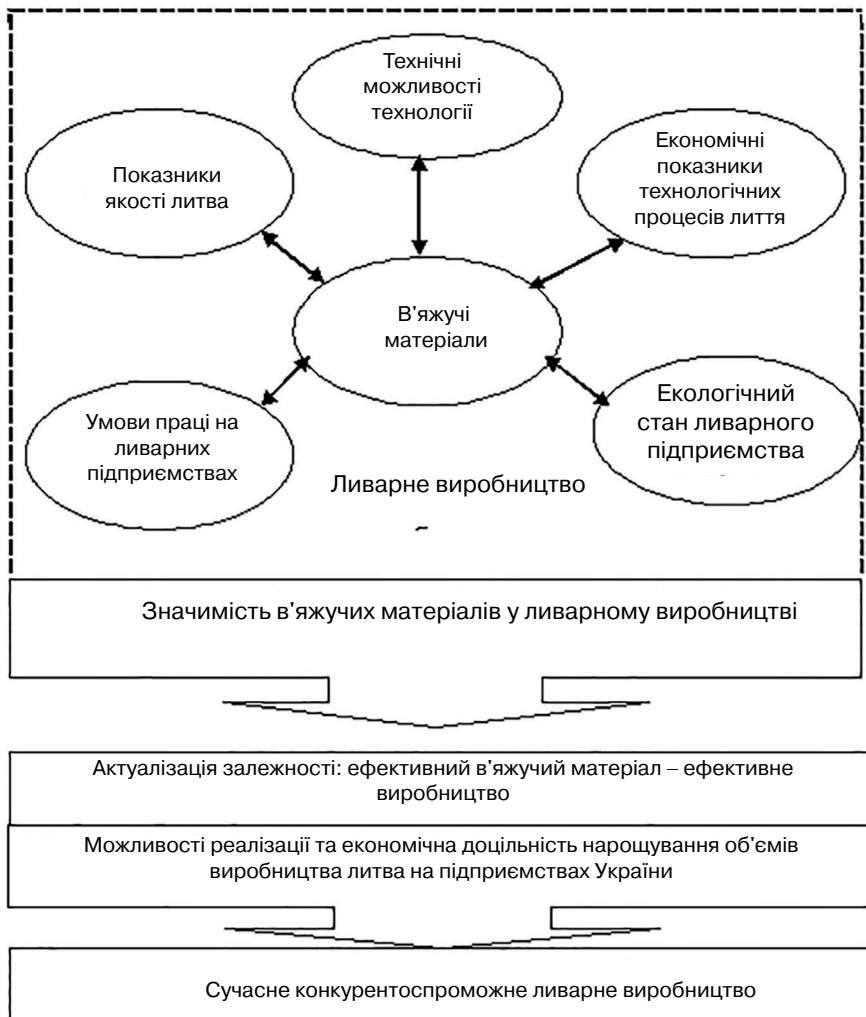 Технічні
можливості
технології
Показники
якості литва
Економічні
показники
технологічних
процесів лиття
В'яжучі
матеріали
Умови праці на
ливарних
підприємствах
Екологічний
стан ливарного
підприємства
Ливарне виробництво
Значимість в'яжучих матеріалів у ливарному виробництві
Актуалізація залежності: ефективний в'яжучий матеріал – ефективне
виробництво
Можливості реалізації та економічна доцільність нарощування об'ємів
виробництва литва на підприємствах України
Сучасне конкурентоспроможне ливарне виробництво